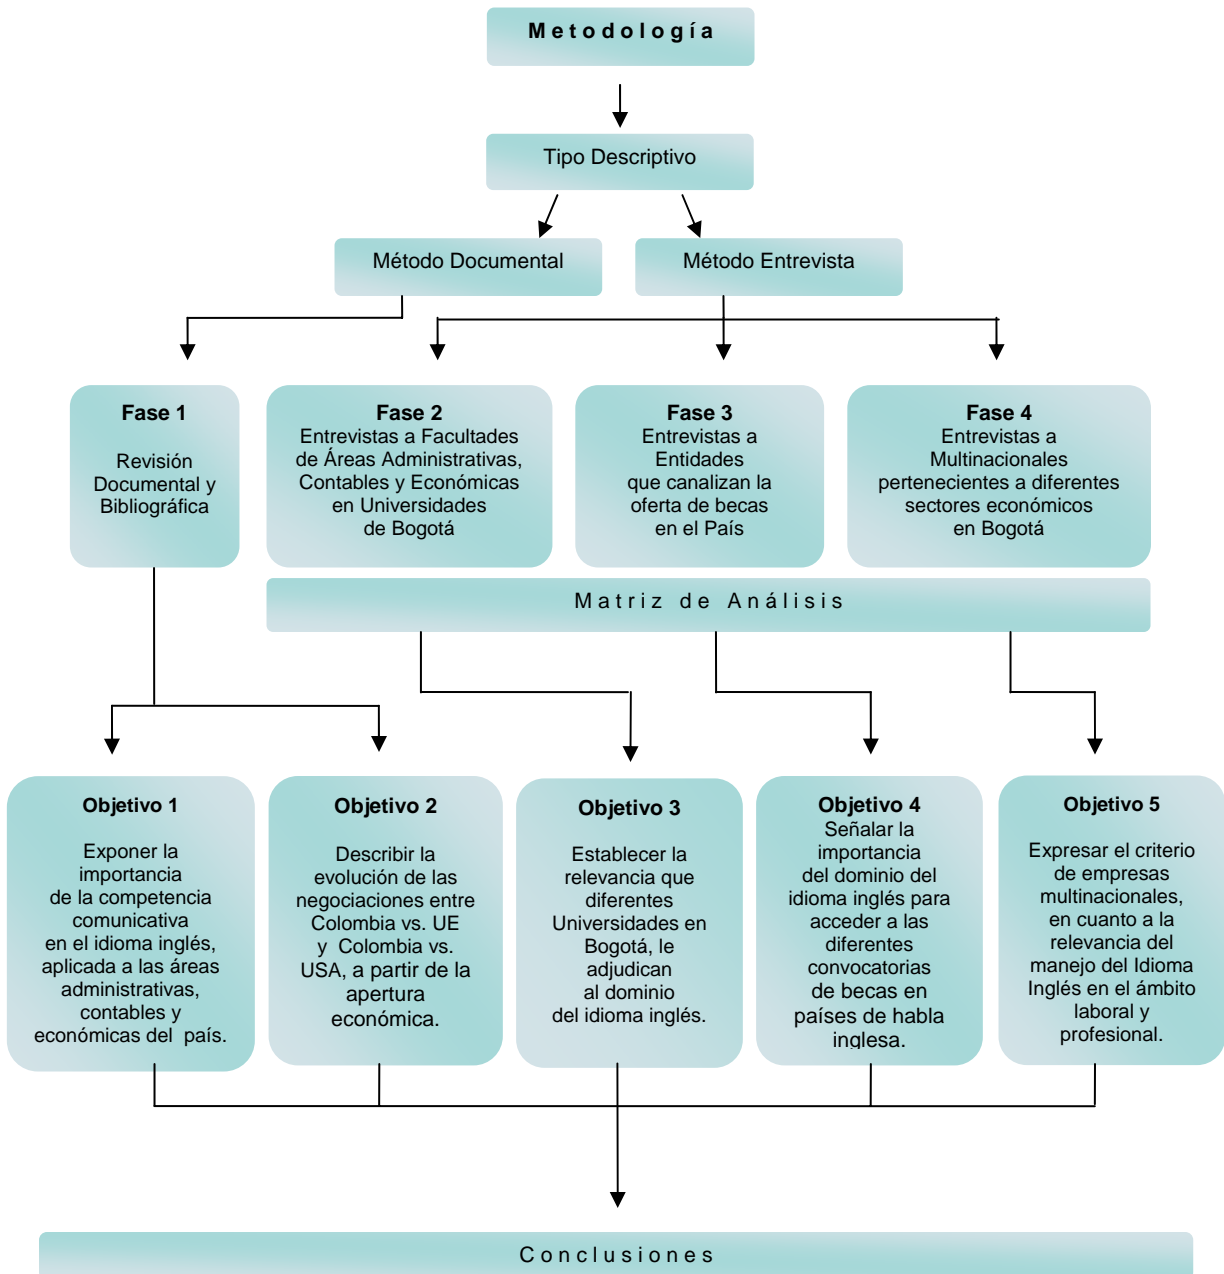 Metodología
Tipo Descriptivo
Método Documental
Método Entrevista
Fase 1
Revisión
Documental y
Bibliográfica
Fase 2
Entrevistas a Facultades
de Áreas Administrativas,
Contables y Económicas
en Universidades
de Bogotá
Fase 3
Entrevistas a
Entidades
que canalizan la
oferta de becas
en el País
Fase 4
Entrevistas a
Multinacionales
pertenecientes a diferentes
sectores económicos
en Bogotá
Matriz de Análisis
Objetivo 1
Exponer la
importancia
de la competencia
comunicativa
en el idioma inglés,
aplicada a las áreas
administrativas,
contables y
económicas del país.
Objetivo 2
Describir la
evolución de las
negociaciones entre
Colombia vs. UE
y Colombia vs.
USA, a partir de la
apertura
económica.
Objetivo 3
Establecer la
relevancia que
diferentes
Universidades en
Bogotá, le
adjudican
al dominio
del idioma inglés.
Objetivo 4
Señalar la
importancia
del dominio del
idioma inglés para
acceder a las
diferentes
convocatorias
de becas en
países de habla
inglesa.
Objetivo 5
Expresar el criterio
de empresas
multinacionales,
en cuanto a la
relevancia del
manejo del Idioma
Inglés en el ámbito
laboral y
profesional.
Conclusiones